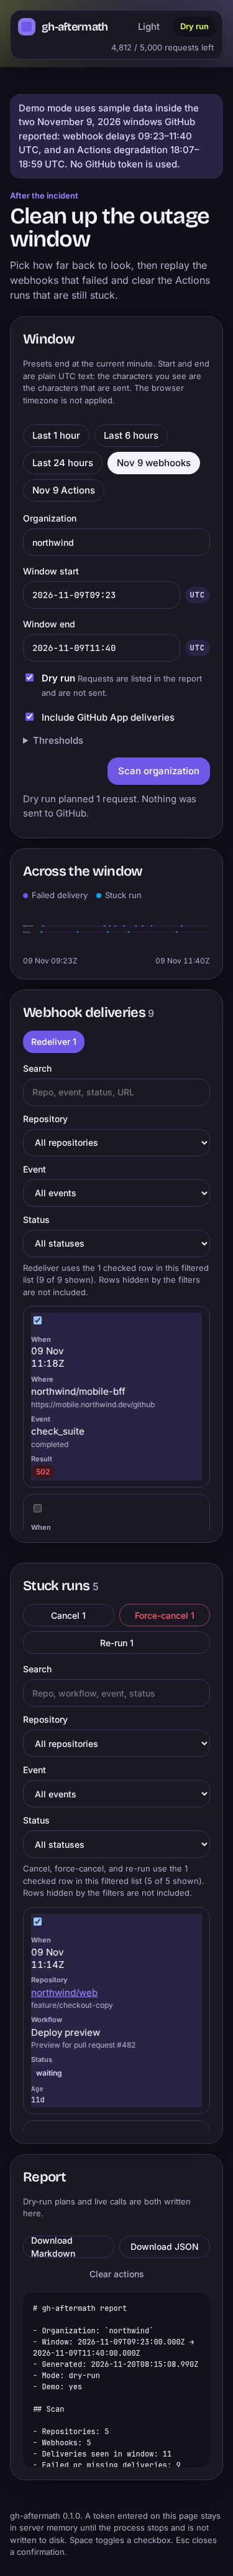 gh-aftermath
Light
Dry run
4,812 / 5,000 requests left
Demo mode uses sample data inside the
two November 9, 2026 windows GitHub
reported: webhook delays 09:23–11:40
UTC, and an Actions degradation 18:07–
18:59 UTC. No GitHub token is used.
After the incident
Clean up the outage
window
Pick how far back to look, then replay the
webhooks that failed and clear the Actions
runs that are still stuck.
Window
Presets end at the current minute. Start and end
are plain UTC text: the characters you see are
the characters that are sent. The browser
timezone is not applied.
Last 1 hour
Last 6 hours
Last 24 hours
Nov 9 webhooks
Nov 9 Actions
Organization
northwind
Window start
2026-11-09T09:23
UTC
Window end
2026-11-09T11:40
UTC
Dry run Requests are listed in the report
and are not sent.
Include GitHub App deliveries
Thresholds
Scan organization
Dry run planned 1 request. Nothing was
sent to GitHub.
Across the window
Failed delivery
Stuck run
09 Nov 09:23Z
09 Nov 11:40Z
Webhook deliveries 9
Redeliver 1
Search
Repo, event, status, URL
Repository
All repositories
Event
All events
Status
All statuses
Redeliver uses the 1 checked row in this filtered
list (9 of 9 shown). Rows hidden by the filters
are not included.
When
09 Nov
11:18Z
Where
northwind/mobile-bff
https://mobile.northwind.dev/github
Event
check_suite
completed
Result
502
When
Stuck runs 5
Cancel 1
Force-cancel 1
Re-run 1
Search
Repo, workflow, event, status
Repository
All repositories
Event
All events
Status
All statuses
Cancel, force-cancel, and re-run use the 1
checked row in this filtered list (5 of 5 shown).
Rows hidden by the filters are not included.
When
09 Nov
11:14Z
Repository
northwind/web
feature/checkout-copy
Workflow
Deploy preview
Preview for pull request #482
Status
waiting
Age
11d
Report
Dry-run plans and live calls are both written
here.
Download
Markdown
Download JSON
Clear actions
# gh-aftermath report
- Organization: `northwind`
- Window: 2026-11-09T09:23:00.000Z →
2026-11-09T11:40:00.000Z
- Generated: 2026-11-20T08:15:08.990Z
- Mode: dry-run
- Demo: yes
## Scan
- Repositories: 5
- Webhooks: 5
- Deliveries seen in window: 11
- Failed or missing deliveries: 9
gh-aftermath 0.1.0. A token entered on this page stays
in server memory until the process stops and is not
written to disk. Space toggles a checkbox. Esc closes
a confirmation.